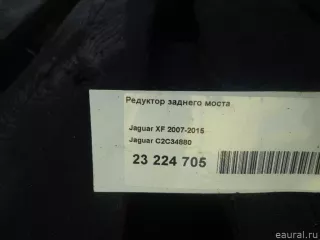 Редуктор заднего моста
Jaguar XF 2007-2015
Jaguar C2C34880
23 224 705
© eaural.ru